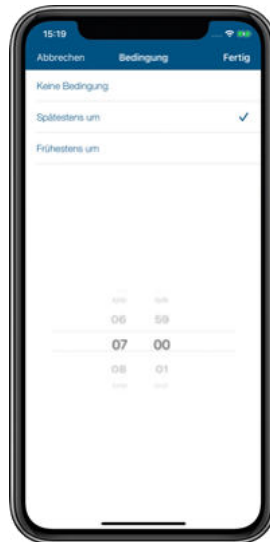 15:19
Abbrechen Bedingung Fertig
Keine Bedingung
Spätestens um
Frühestens um
06 59
07 00
08 01